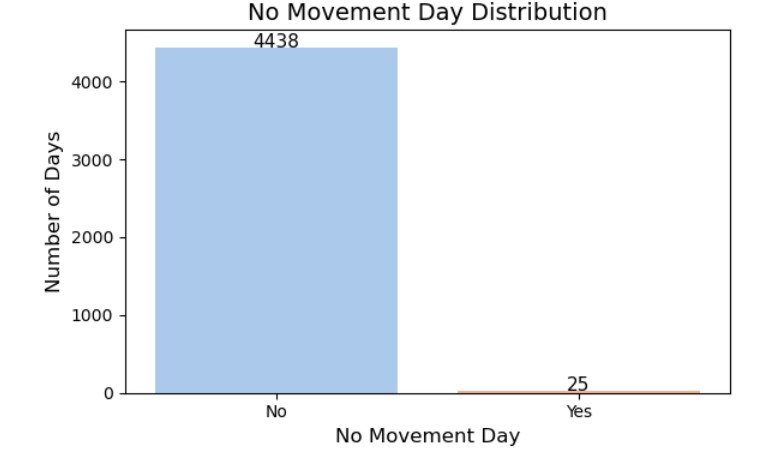 No Movement Day Distribution
4438
4000
3000
2000
1000
0
Number of Days
25
No
Yes
No Movement Day